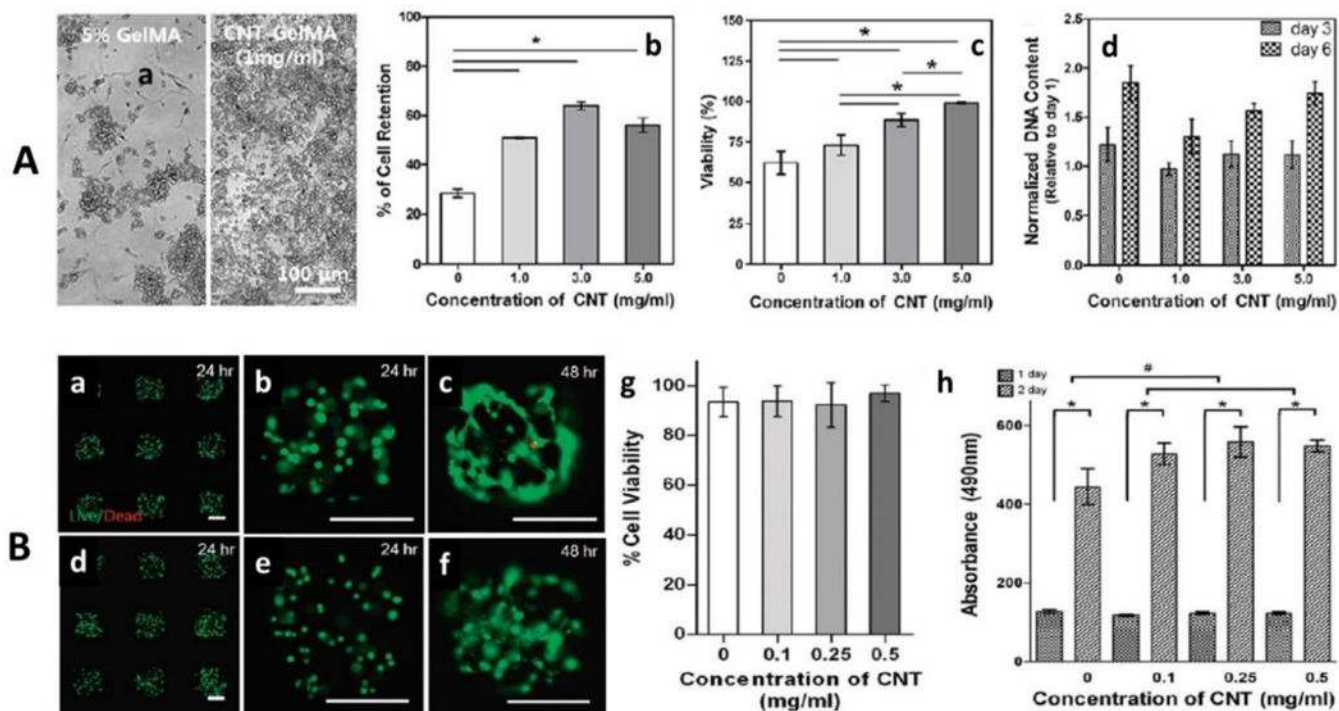 A
5% GelMA
a
CNT-GelMA
(1mg/ml)
100 µm
b
% of Cell Retention
100
80
60
40
20
0
*
0 1.0 3.0 5.0
Concentration of CNT (mg/ml)
c
Viability (%)
150
125
100
75
50
25
0
*
*
*
0 1.0 3.0 5.0
Concentration of CNT (mg/ml)
d
day 3
day 6
Normalized DNA Content
(Relative to day 1)
2.5
2.0
1.5
1.0
0.5
0.0
0 1.0 3.0 5.0
Concentration of CNT (mg/ml)
B
a
24 hr
Live/Dead
b
24 hr
c
48 hr
d
24 hr
e
24 hr
f
48 hr
g
% Cell Viability
100
80
60
40
20
0
0 0.1 0.25 0.5
Concentration of CNT
(mg/ml)
h
1 day
2 day
#
*
* * * *
Absorbance (490nm)
600
400
200
0
0 0.1 0.25 0.5
Concentration of CNT (mg/ml)